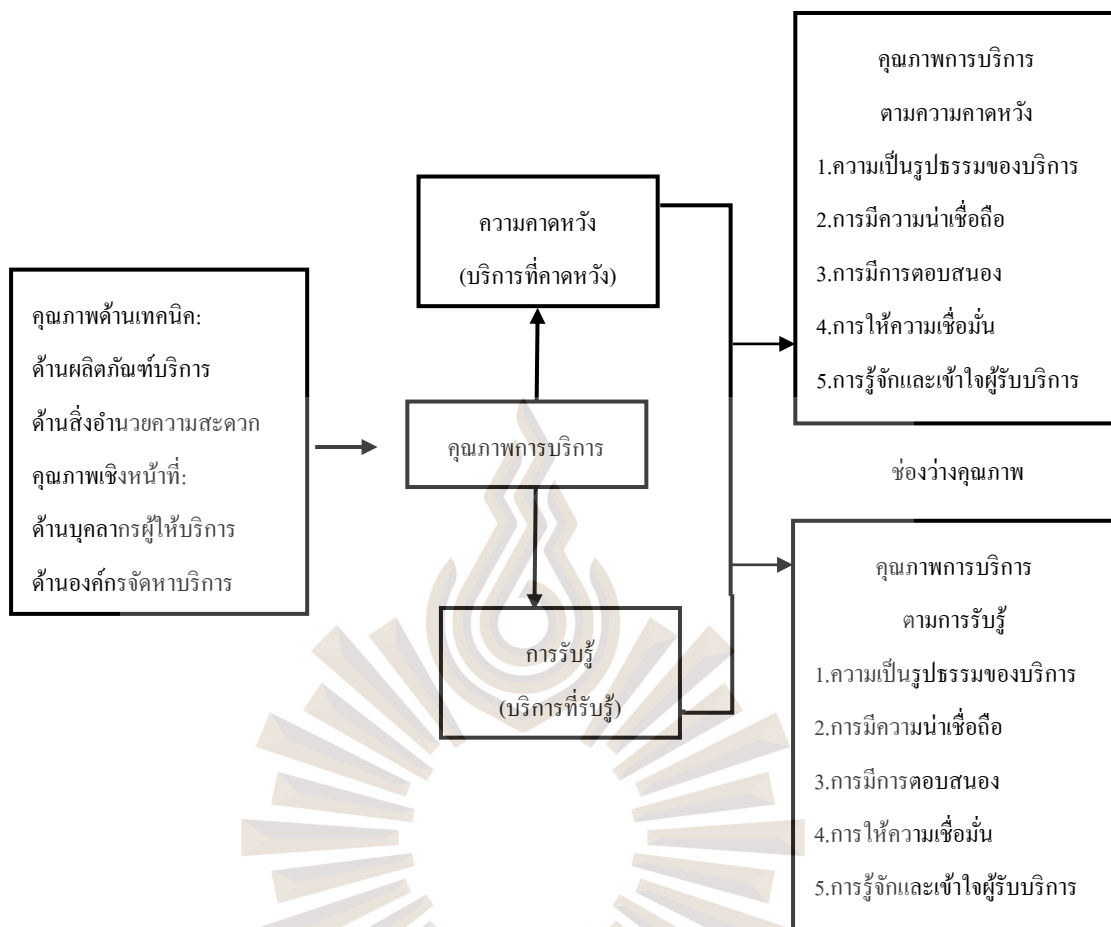 คุณภาพด้านเทคนิค:
ด้านผลิตภัณฑ์บริการ
ด้านสิ่งอำนวยความสะดวก
คุณภาพเชิงหน้าที่:
ด้านบุคลากรผู้ให้บริการ
ด้านองค์กรจัดหาบริการ
ความคาดหวัง
(บริการที่คาดหวัง)
คุณภาพการบริการ
การรับรู้
(บริการที่รับรู้)
คุณภาพการบริการ
ตามความคาดหวัง
1.ความเป็นรูปธรรมของบริการ
2.การมีความน่าเชื่อถือ
3.การมีการตอบสนอง
4.การให้ความเชื่อมั่น
5.การรู้จักและเข้าใจผู้รับบริการ
ช่องว่างคุณภาพ
คุณภาพการบริการ
ตามการรับรู้
1.ความเป็นรูปธรรมของบริการ
2.การมีความน่าเชื่อถือ
3.การมีการตอบสนอง
4.การให้ความเชื่อมั่น
5.การรู้จักและเข้าใจผู้รับบริการ